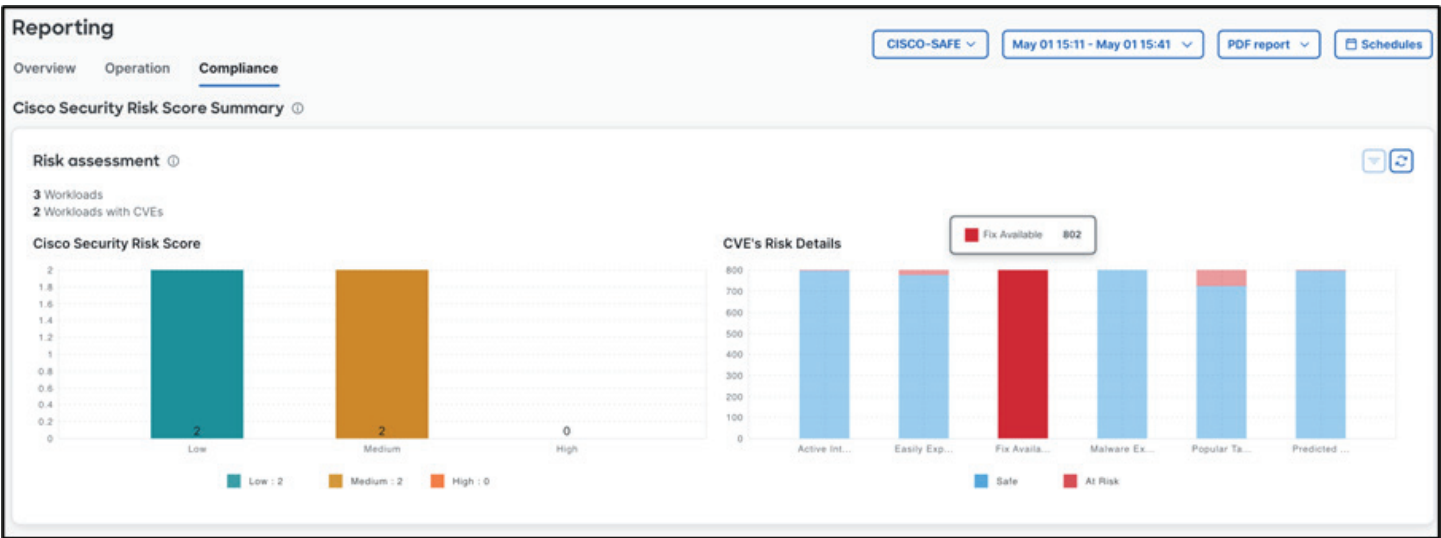 Reporting
CISCO-SAFE
May 01 15:11 - May 01 15:41
PDF report
Schedules
Overview
Operation
Compliance
Cisco Security Risk Score Summary
Risk assessment
3 Workloads
2 Workloads with CVEs
Cisco Security Risk Score
2
1.8
1.6
1.4
1.2
1
0.8
0.6
0.4
0.2
0
2
2
0
Low
Medium
High
Low : 2
Medium : 2
High : 0
CVE's Risk Details
Fix Available 802
800
700
600
500
400
300
200
100
0
Active Int...
Easily Exp...
Fix Availa...
Malware Ex...
Popular Ta...
Predicted ...
Safe
At Risk